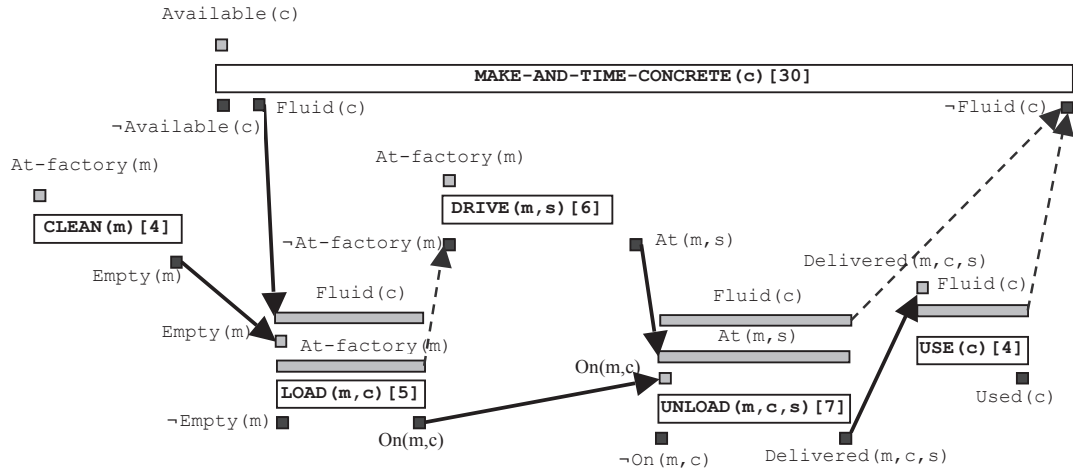 Available(c)
MAKE-AND-TIME-CONCRETE(c)[30]
Fluid(c)
¬Fluid(c)
¬Available(c)
At-factory(m)
At-factory(m)
DRIVE(m,s)[6]
CLEAN(m)[4]
¬At-factory(m)
At(m,s)
Delivered(m,c,s)
Empty(m)
Fluid(c)
Fluid(c)
Fluid(c)
Empty(m)
At-factory(m)
At(m,s)
USE(c)[4]
On(m,c)
LOAD(m,c)[5]
UNLOAD(m,c,s)[7]
Used(c)
¬Empty(m)
On(m,c)
¬On(m,c)
Delivered(m,c,s)